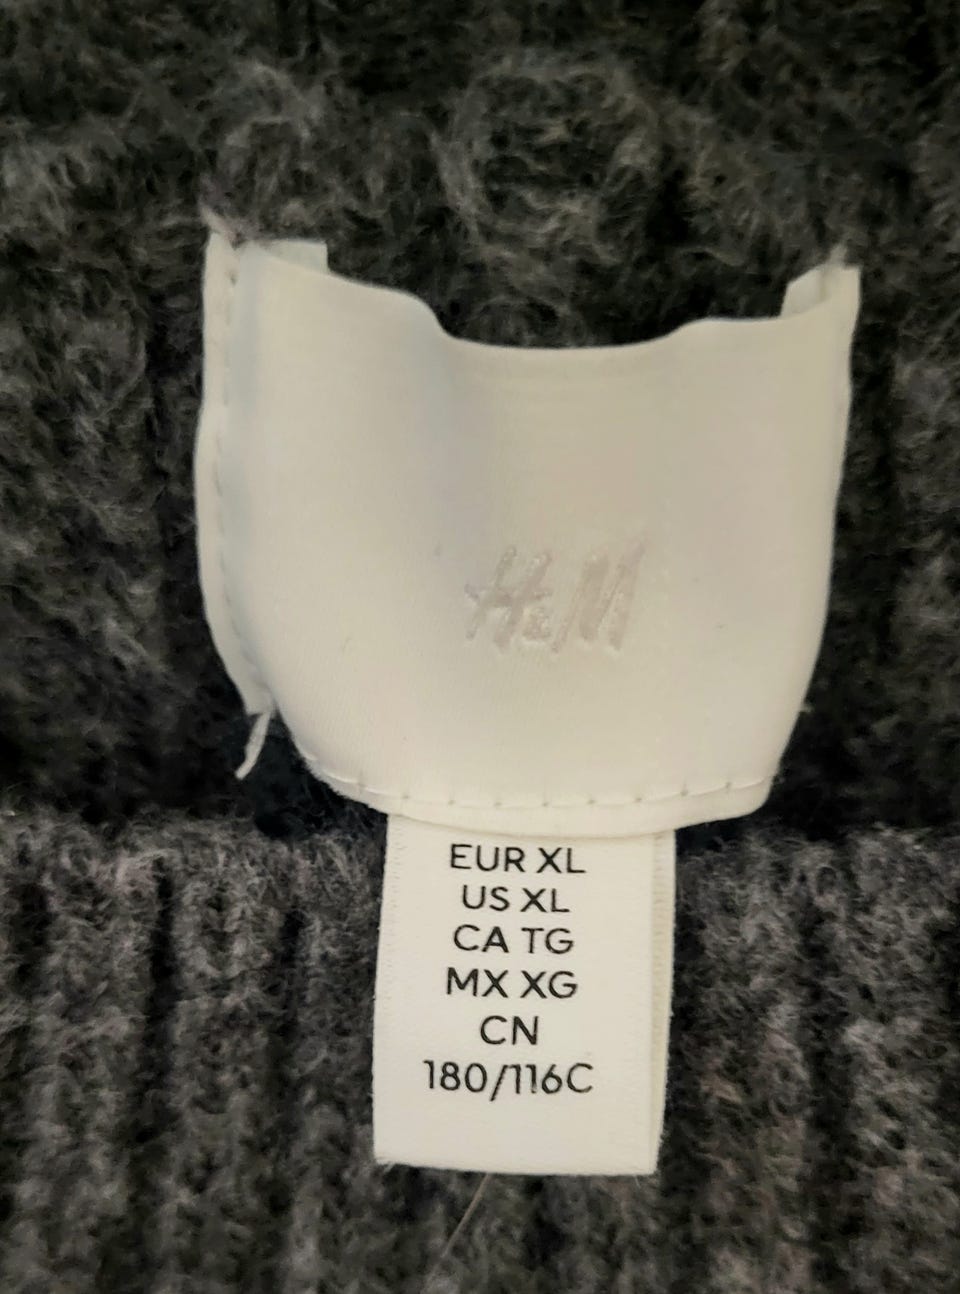 H&M
EUR XL
US XL
CA TG
MX XG
CN
180/116C